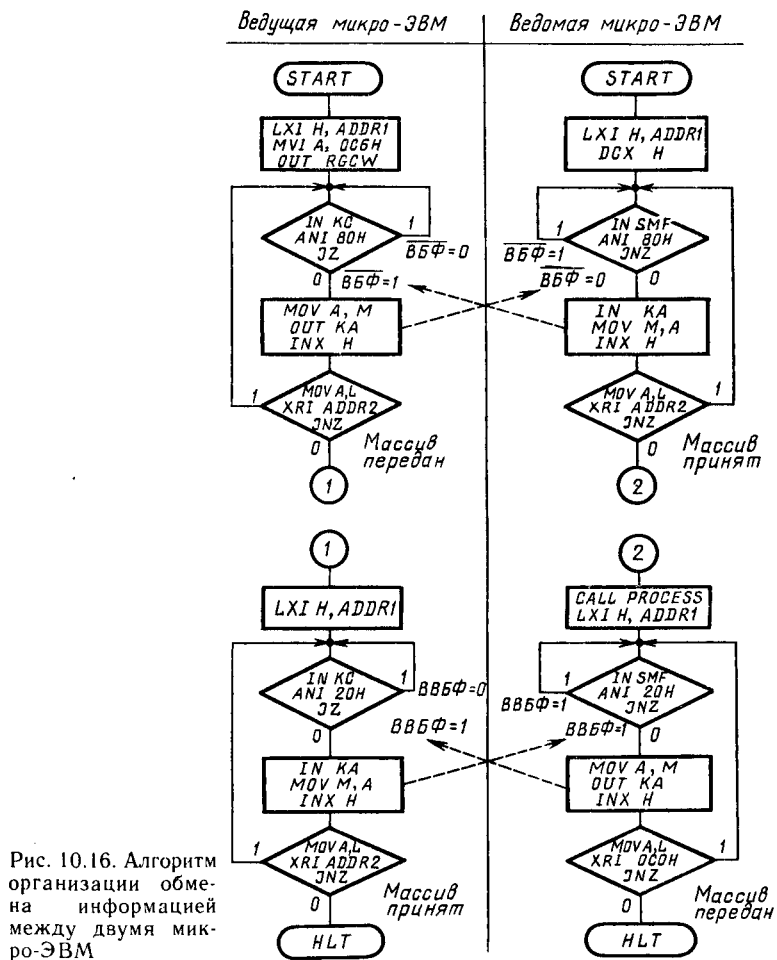 Ведущая микро-ЭВМ
Ведомая микро-ЭВМ
START
START
LXI H, ADDR1
MVI A, 0C6H
OUT RGCW
LXI H, ADDR1
DCX H
IN KC
ANI 80H
JZ
1
ВБФ=0
0
ВБФ=1
IN SMF
ANI 80H
JNZ
1
ВБФ=1
0
ВБФ=0
MOV A, M
OUT KA
INX H
IN KA
MOV M, A
INX H
MOV A,L
XRI ADDR2
JNZ
1
0
Массив
передан
MOV A,L
XRI ADDR2
JNZ
1
0
Массив
принят
1
2
1
2
LXI H, ADDR1
CALL PROCESS
LXI H, ADDR1
IN KC
ANI 20H
JZ
1
ВВБФ=0
0
ВВБФ=1
IN SMF
ANI 20H
JNZ
1
ВВБФ=1
0
ВВБФ=1
IN KA
MOV M, A
INX H
MOV A, M
OUT KA
INX H
MOV A,L
XRI ADDR2
JNZ
1
0
Массив
принят
MOV A,L
XRI 0C0H
JNZ
1
0
Массив
передан
HLT
HLT
Рис. 10.16. Алгоритм
организации обме-
на информацией
между двумя мик-
ро-ЭВМ